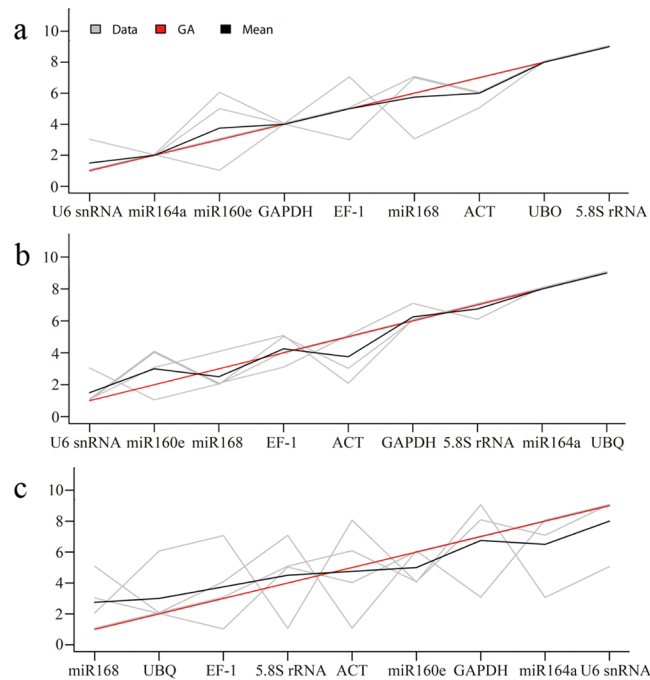 a
Data GA Mean
10
8
6
4
2
0
U6 snRNA miR164a miR160e GAPDH EF-1 miR168 ACT UBO 5.8S rRNA
b
10
8
6
4
2
0
U6 snRNA miR160e miR168 EF-1 ACT GAPDH 5.8S rRNA miR164a UBQ
c
10
8
6
4
2
0
miR168 UBQ EF-1 5.8S rRNA ACT miR160e GAPDH miR164a U6 snRNA